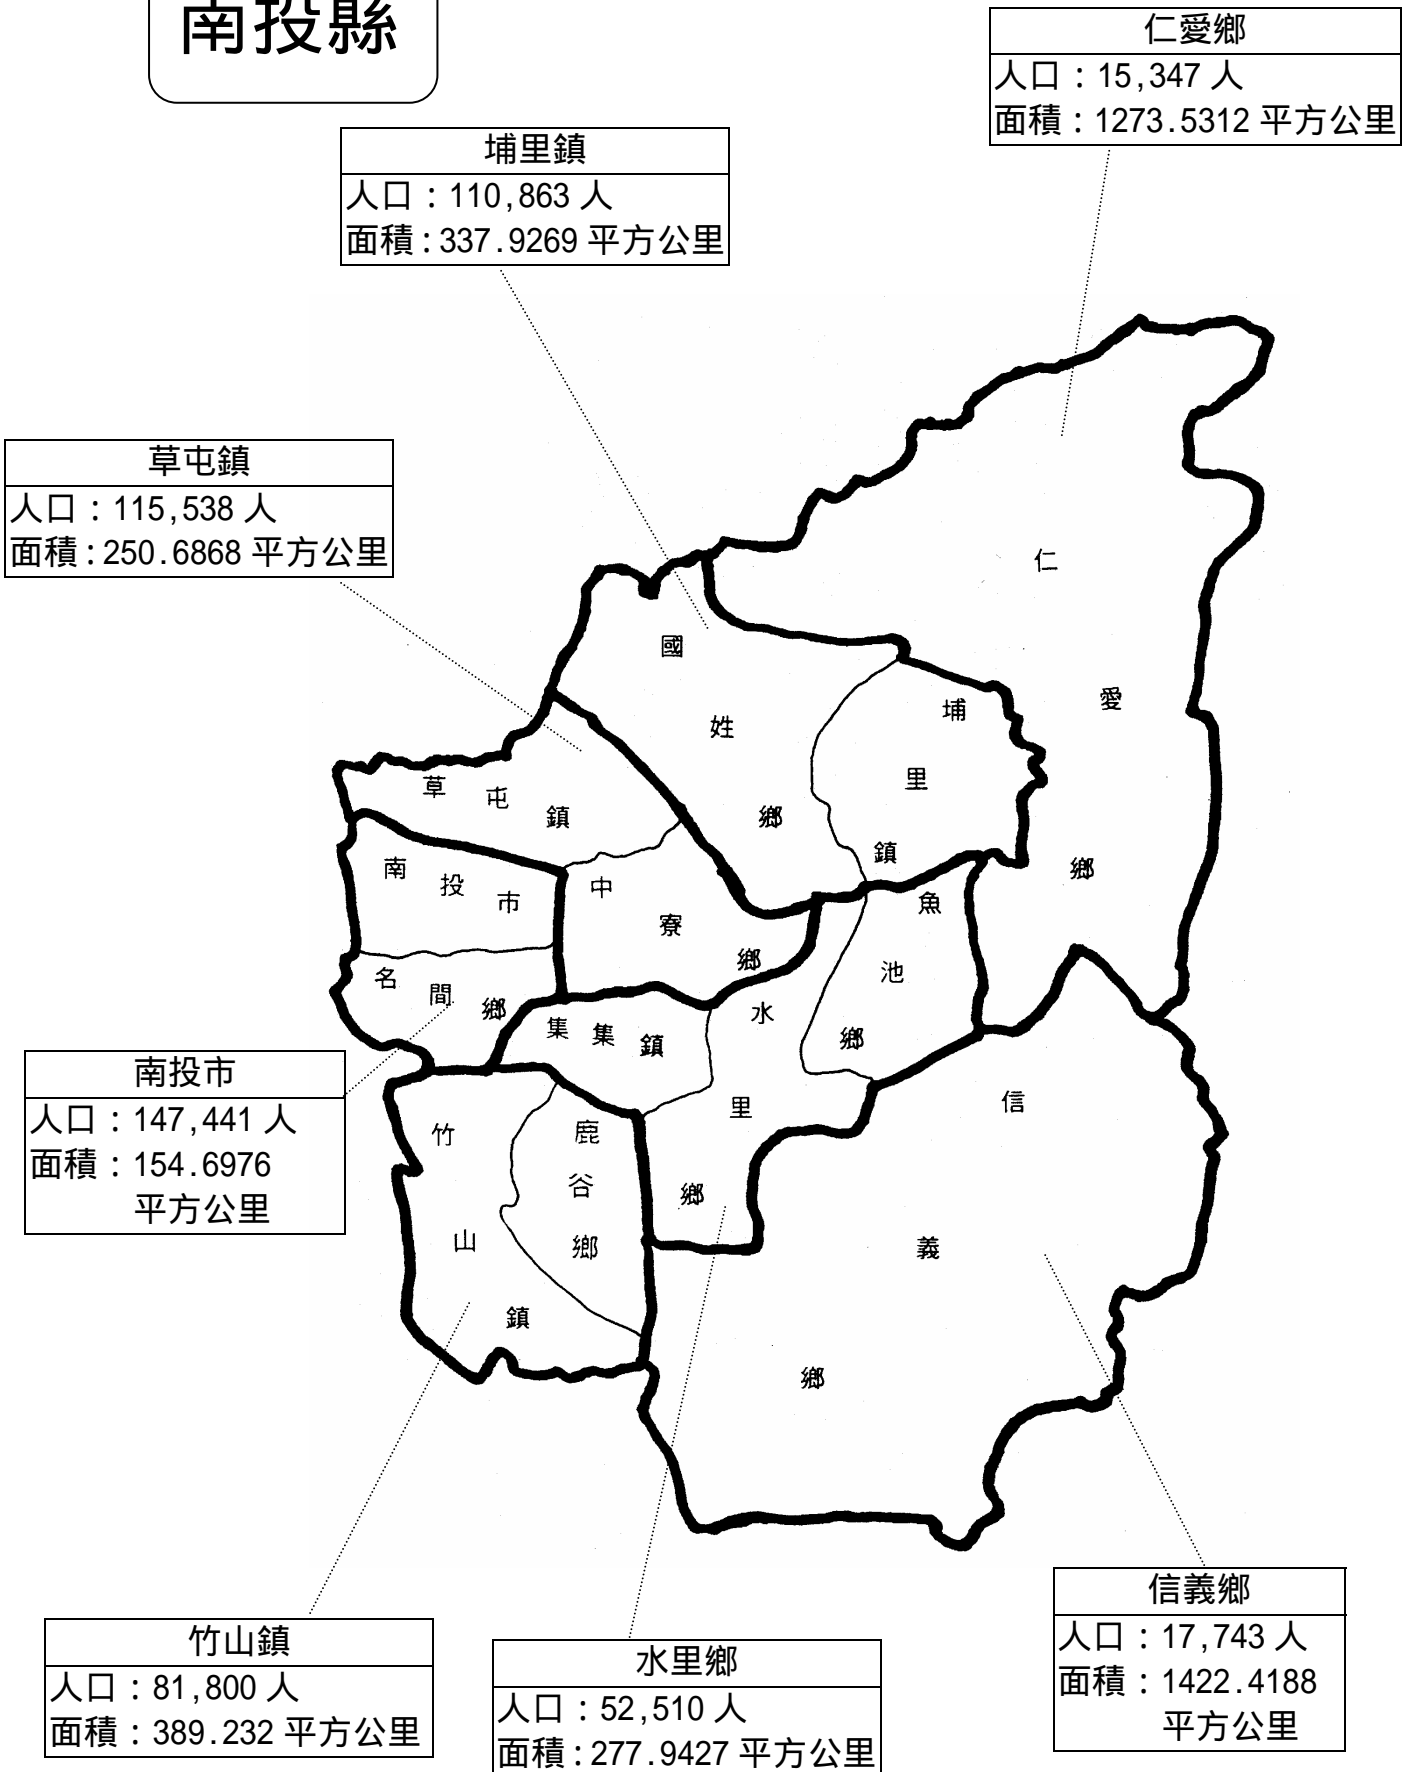 南投縣
仁愛鄉
人口：15,347 人
面積：1273.5312 平方公里
埔里鎮
人口：110,863 人
面積：337.9269 平方公里
草屯鎮
人口：115,538 人
面積：250.6868 平方公里
仁愛鄉
國姓鄉
埔里鎮
草屯鎮
南投市
中寮鄉
魚池鄉
名間鄉
集集鎮
水里鄉
南投市
人口：147,441 人
面積：154.6976
平方公里
竹山鎮
鹿谷鄉
信義鄉
竹山鎮
人口：81,800 人
面積：389.232 平方公里
水里鄉
人口：52,510 人
面積：277.9427 平方公里
信義鄉
人口：17,743 人
面積：1422.4188
平方公里